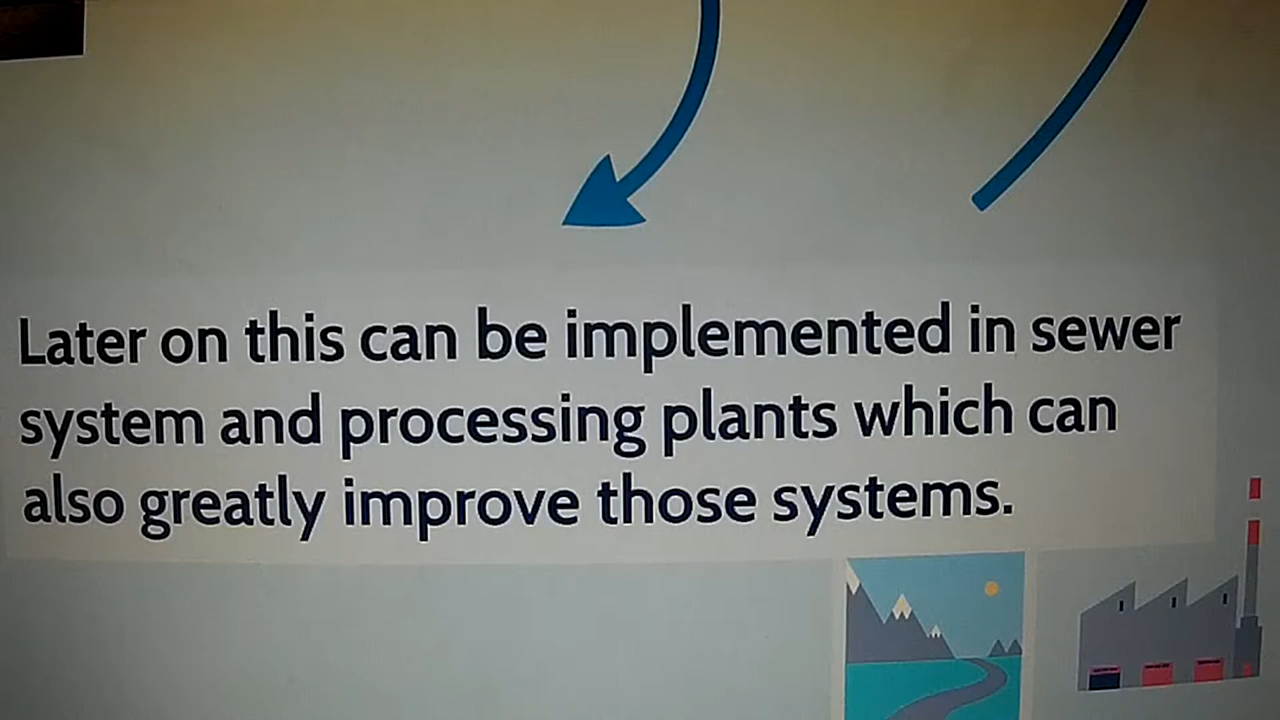 Later on this can be implemented in sewer
system and processing plants which can
also greatly improve those systems.